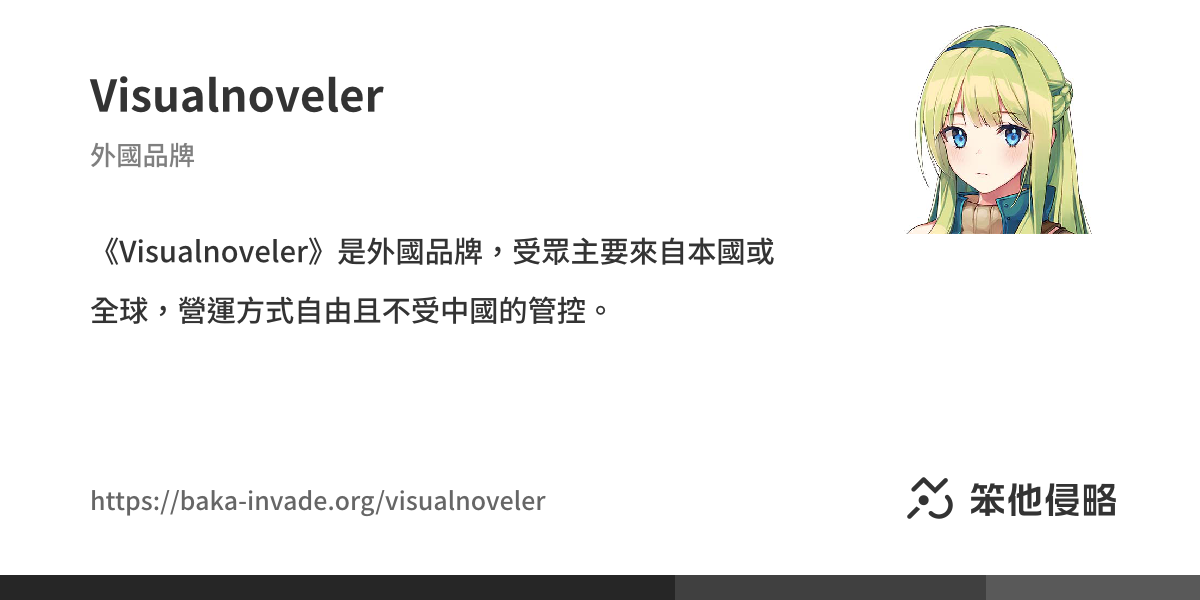 Visualnoveler
外國品牌
《Visualnoveler》是外國品牌，受眾主要來自本國或
全球，營運方式自由且不受中國的管控。
https://baka-invade.org/visualnoveler
笨他侵略